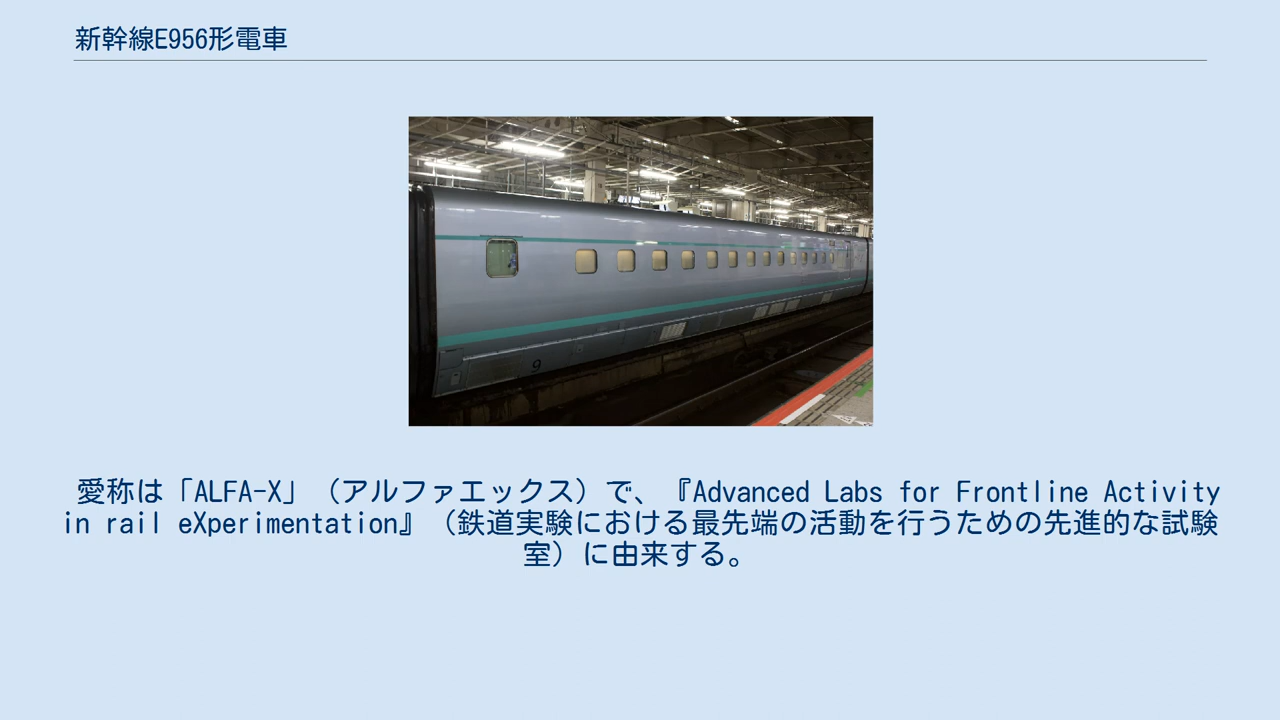 新幹線E956形電車
9
愛称は「ALFA-X」（アルファエックス）で、『Advanced Labs for Frontline Activity
in rail eXperimentation』（鉄道実験における最先端の活動を行うための先進的な試験
室）に由来する。